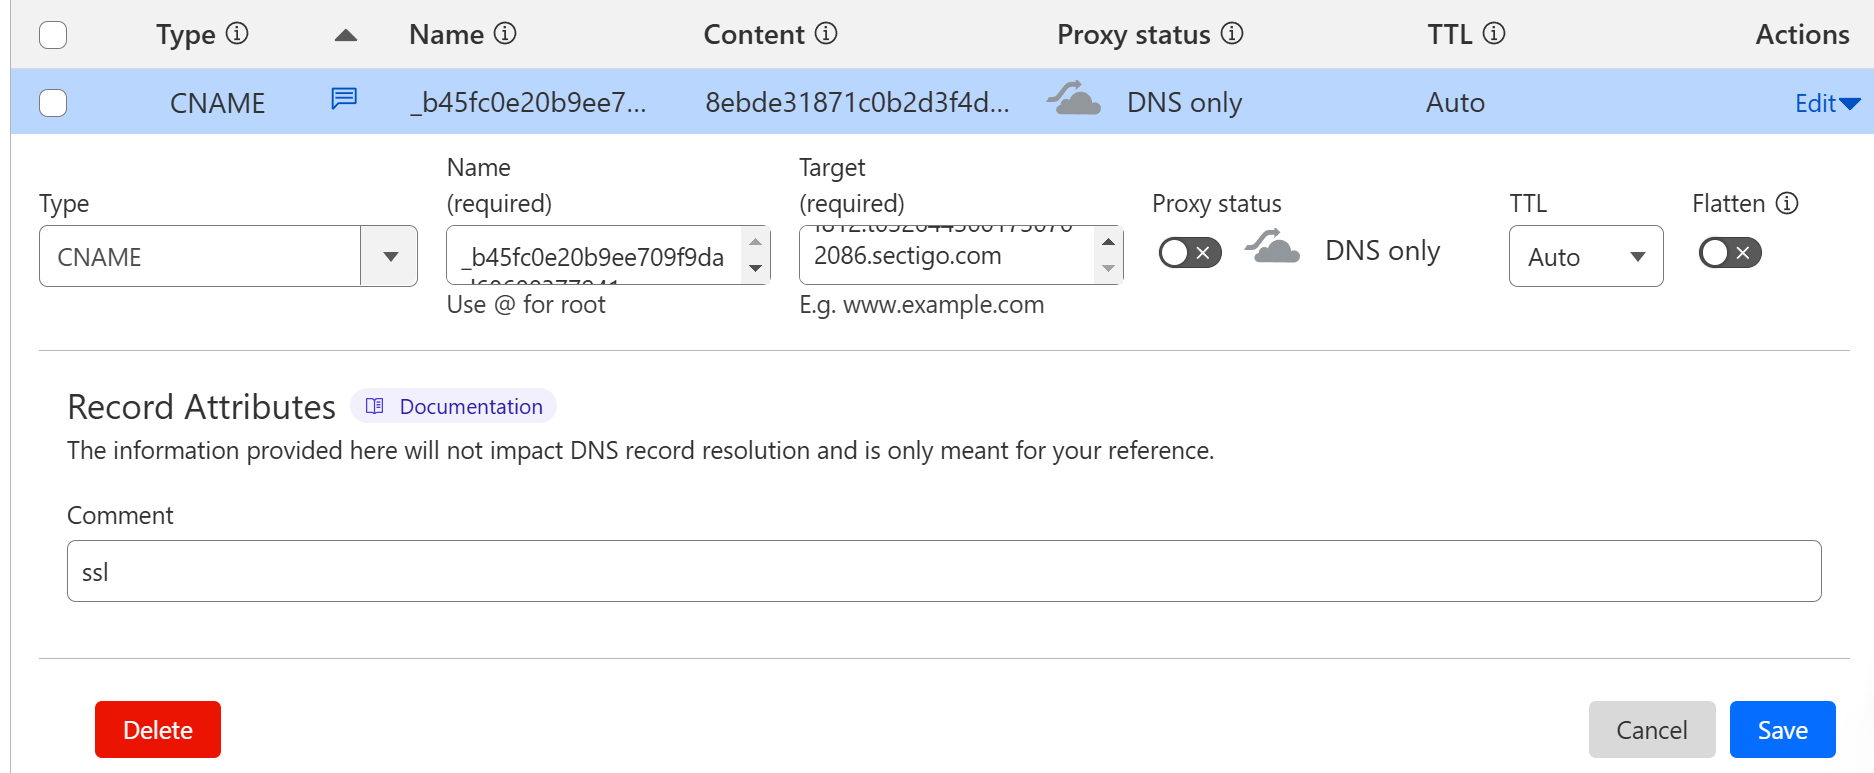 Type Name Content Proxy status TTL Actions
CNAME _b45fc0e20b9ee7... 8ebde31871c0b2d3f4d... DNS only Auto Edit
Type
CNAME
Name
(required)
_b45fc0e20b9ee709f9da
Use @ for root
Target
(required)
2086.sectigo.com
E.g. www.example.com
Proxy status
DNS only
TTL
Auto
Flatten
Record Attributes Documentation
The information provided here will not impact DNS record resolution and is only meant for your reference.
Comment
ssl
Delete Cancel Save